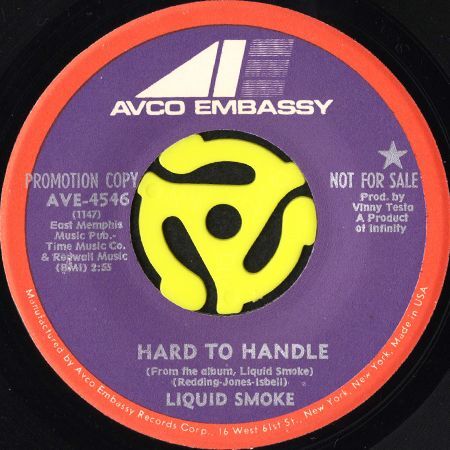 AVCO EMBASSY
PROMOTION COPY
AVE-4546
(1147)
East Memphis
Music Pub.-
Time Music Co.
& Redwall Music
(BMI) 2:55
NOT FOR SALE
Prod. by
Vinny Testa
A Product
of Infinity
HARD TO HANDLE
(From the album, Liquid Smoke)
(Redding-Jones-Isbell)
LIQUID SMOKE
Manufactured by Avco Embassy Records Corp., 16 West 61st St., New York, New York, Made in U.S.A.